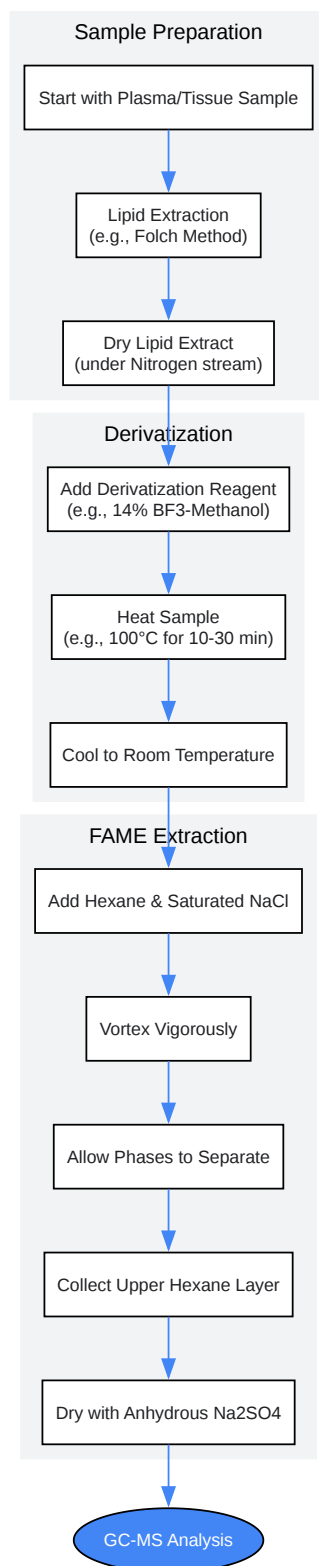 Sample Preparation
Start with Plasma/Tissue Sample
Lipid Extraction
(e.g., Folch Method)
Dry Lipid Extract
(under Nitrogen stream)
Derivatization
Add Derivatization Reagent
(e.g., 14% BF3-Methanol)
Heat Sample
(e.g., 100°C for 10-30 min)
Cool to Room Temperature
FAME Extraction
Add Hexane & Saturated NaCl
Vortex Vigorously
Allow Phases to Separate
Collect Upper Hexane Layer
Dry with Anhydrous Na2SO4
GC-MS Analysis